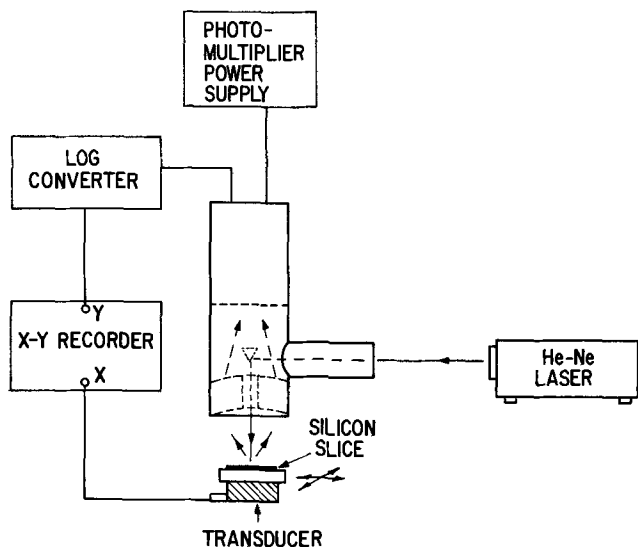 PHOTO-
MULTIPLIER
POWER
SUPPLY
LOG
CONVERTER
Y
X-Y RECORDER
X
He-Ne
LASER
SILICON
SLICE
TRANSDUCER